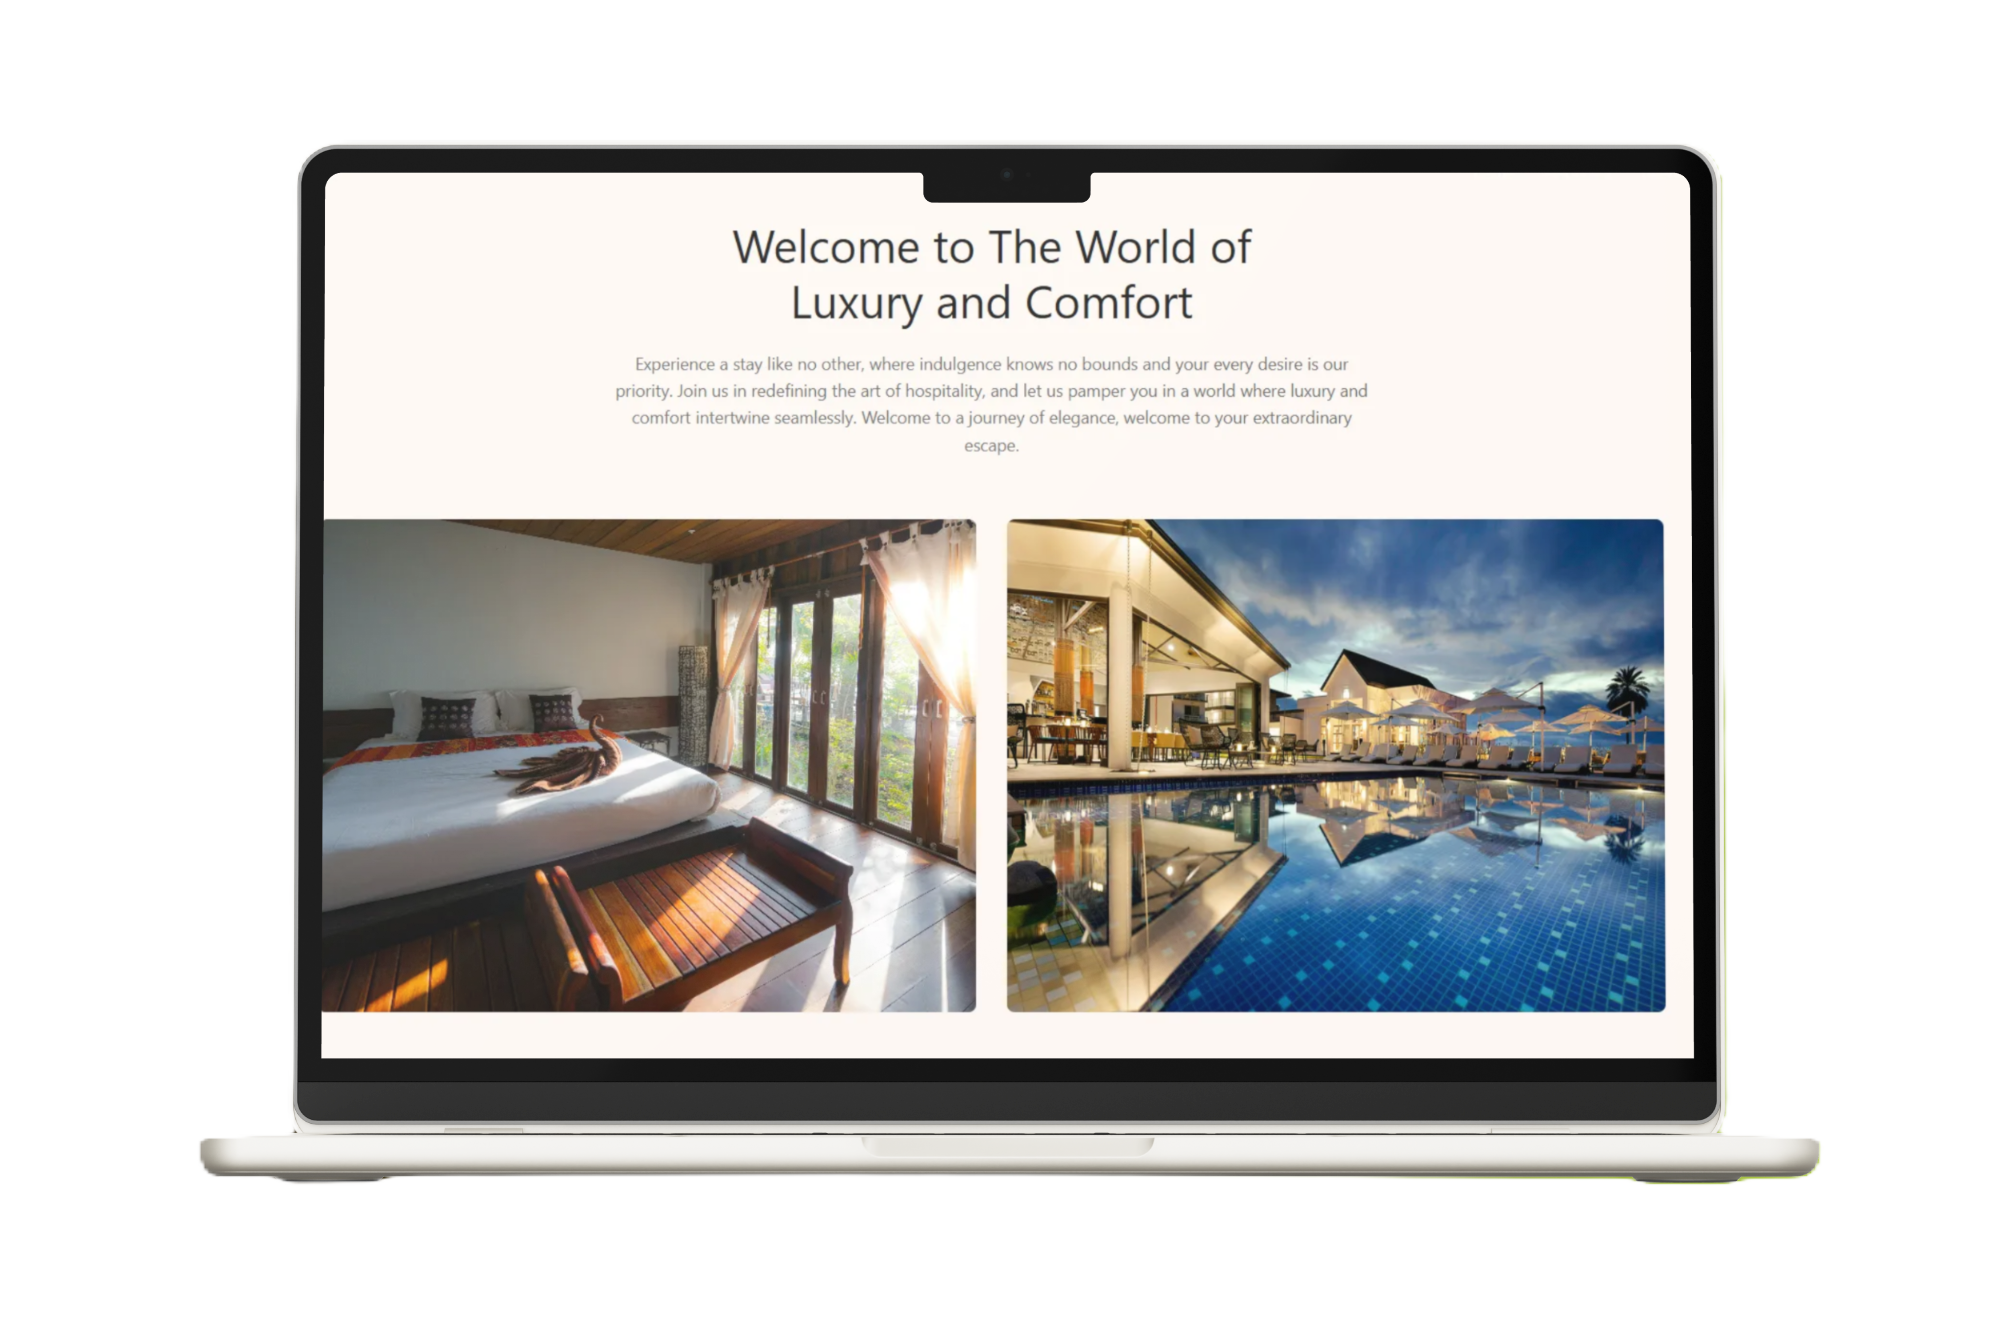 Welcome to The World of
Luxury and Comfort
Experience a stay like no other, where indulgence knows no bounds and your every desire is our
priority. Join us in redefining the art of hospitality, and let us pamper you in a world where luxury and
comfort intertwine seamlessly. Welcome to a journey of elegance, welcome to your extraordinary
escape.